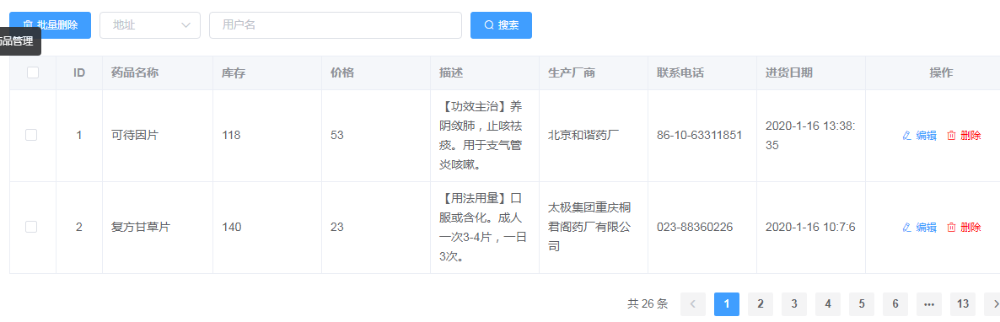 批量删除 地址 用户名 搜索
药品管理
ID 药品名称 库存 价格 描述 生产厂商 联系电话 进货日期 操作
1 可待因片 118 53 【功效主治】养阴敛肺，止咳祛痰。用于支气管炎咳嗽。 北京和谐药厂 86-10-63311851 2020-1-16 13:38:35 编辑 删除
2 复方甘草片 140 23 【用法用量】口服或含化。成人一次3-4片，一日3次。 太极集团重庆桐君阁药厂有限公司 023-88360226 2020-1-16 10:7:6 编辑 删除
共 26 条 1 2 3 4 5 6 ••• 13